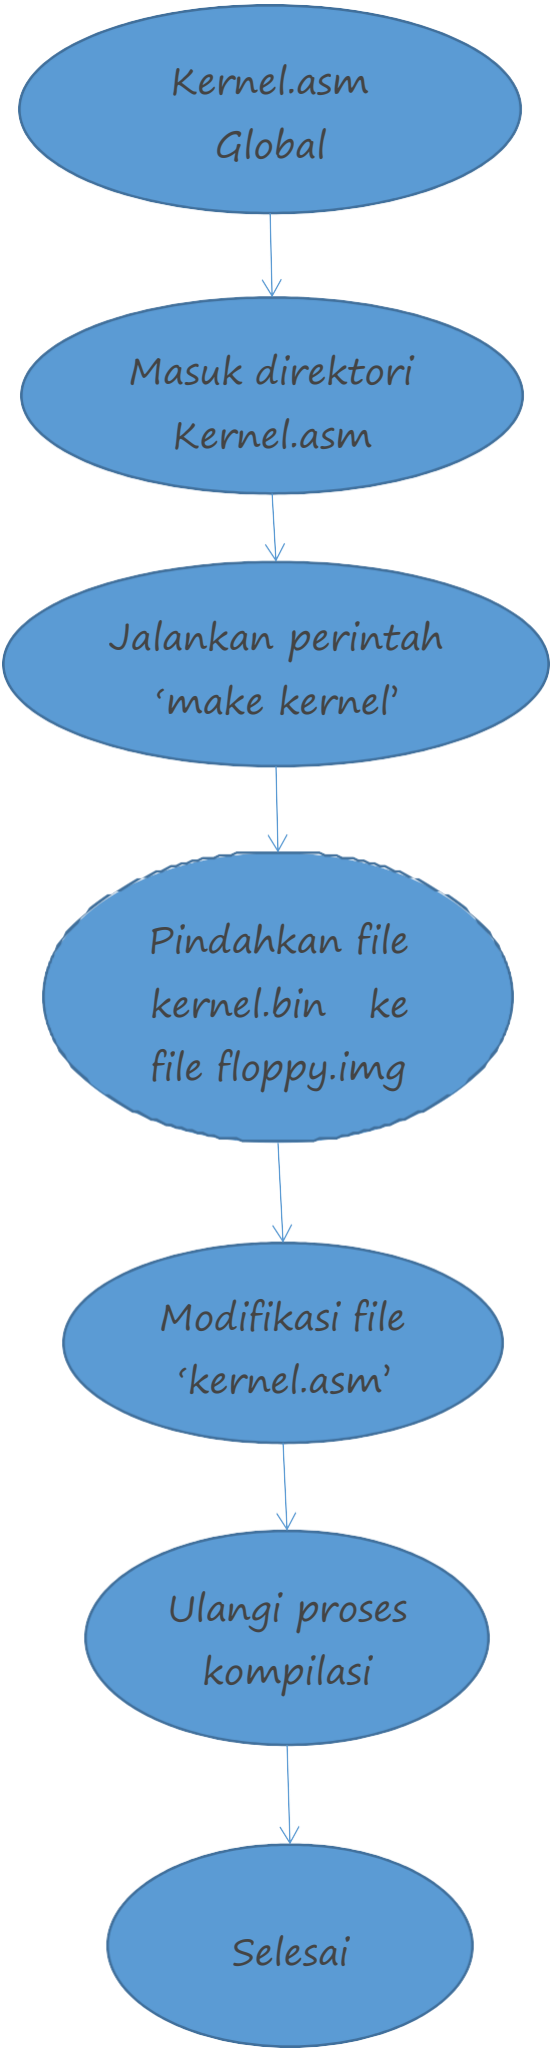 Kernel.asm
Global
Masuk direktori
Kernel.asm
Jalankan perintah
‘make kernel’
Pindahkan file
kernel.bin ke
file floppy.img
Modifikasi file
‘kernel.asm’
Ulangi proses
kompilasi
Selesai